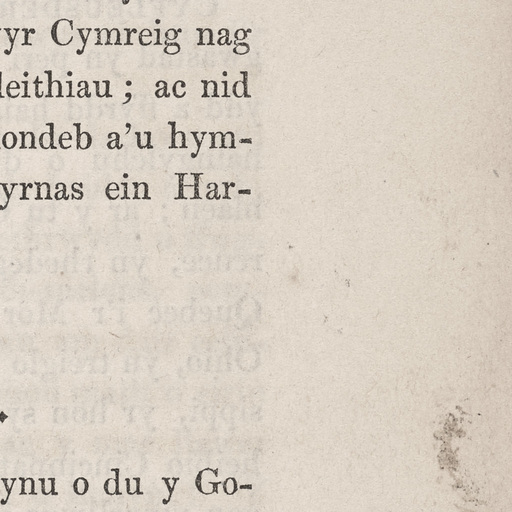 yr Cymreig nag
leithiau; ac nid
ondeb a’u hym-
yrnas ein Har-
ynu o du y Go-